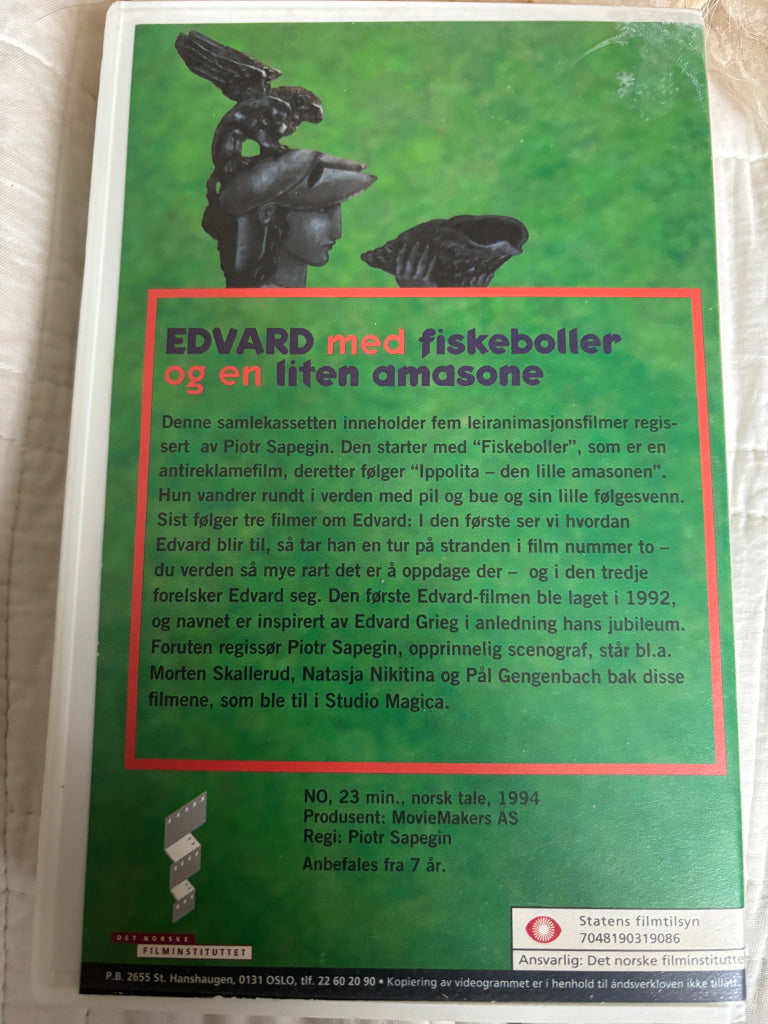 EDVARD med fiskeboller
og en liten amasone
Denne samlekassetten inneholder fem leiranimasjonsfilmer regis-
sert av Piotr Sapegin. Den starter med "Fiskeboller", som er en
antireklamefilm, deretter følger "Ippolita – den lille amasonen".
Hun vandrer rundt i verden med pil og bue og sin lille følgesvenn.
Sist følger tre filmer om Edvard: I den første ser vi hvordan
Edvard blir til, så tar han en tur på stranden i film nummer to –
du verden så mye rart det er å oppdage der – og i den tredje
forelsker Edvard seg. Den første Edvard-filmen ble laget i 1992,
og navnet er inspirert av Edvard Grieg i anledning hans jubileum.
Foruten regissør Piotr Sapegin, opprinnelig scenograf, står bl.a.
Morten Skallerud, Natasja Nikitina og Pål Gengenbach bak disse
filmene, som ble til i Studio Magica.
NO, 23 min., norsk tale, 1994
Produsent: MovieMakers AS
Regi: Piotr Sapegin
Anbefales fra 7 år.
DET NORSKE
FILMINSTITUTTET
Statens filmtilsyn
7048190319086
Ansvarlig: Det norske filminstitutte
P.B. 2655 St. Hanshaugen, 0131 OSLO, tlf. 22 60 20 90 • Kopiering av videogrammet er i henhold til åndsverkloven ikke tillatt.